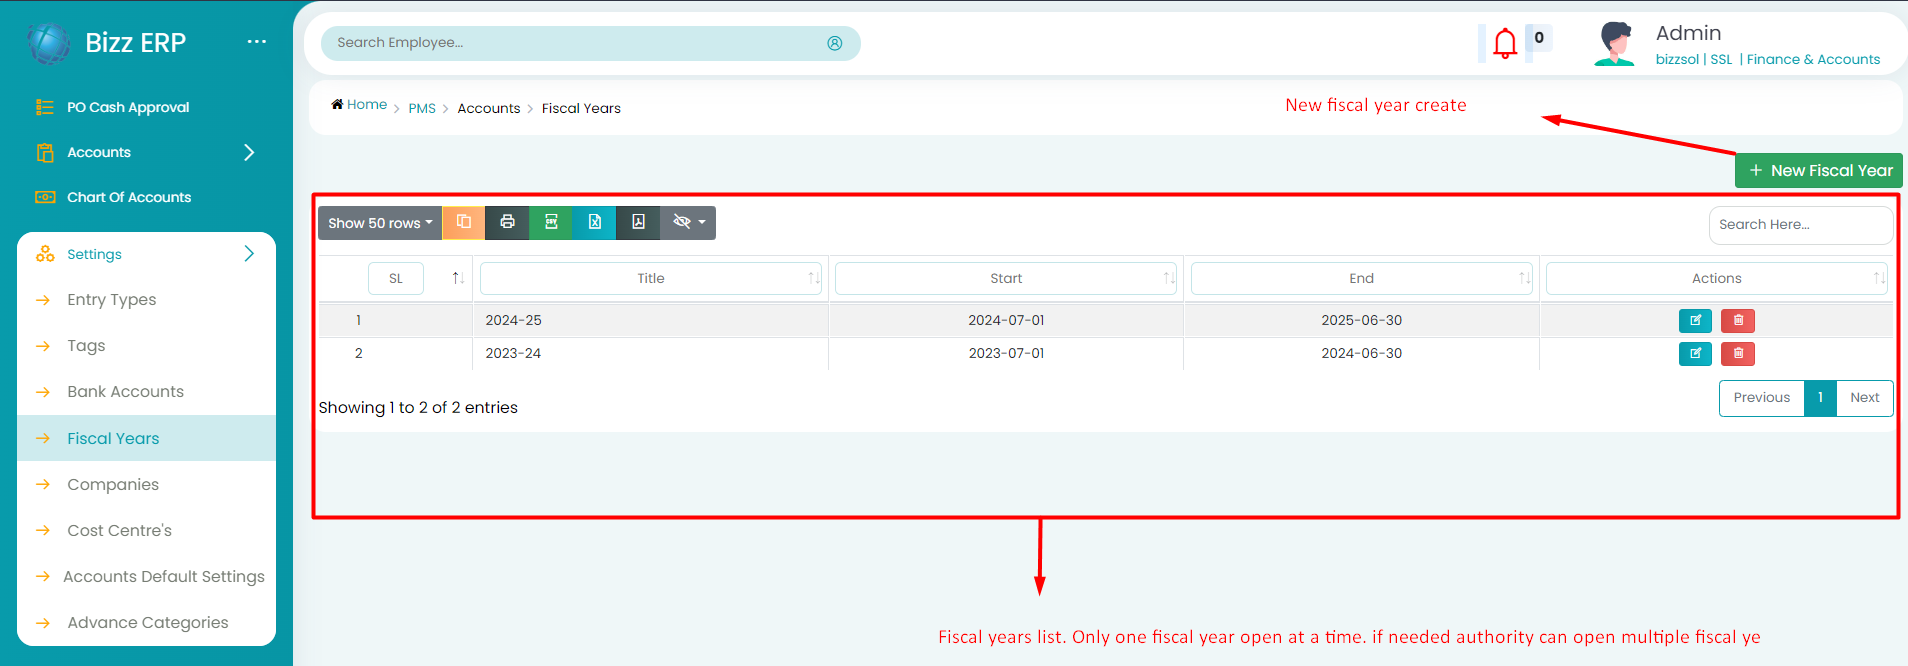 Bizz ERP
Search Employee...
0
Admin
bizzsol | SSL | Finance & Accounts
PO Cash Approval
Accounts
Chart Of Accounts
Settings
Entry Types
Tags
Bank Accounts
Fiscal Years
Companies
Cost Centre's
Accounts Default Settings
Advance Categories
Home > PMS > Accounts > Fiscal Years
New fiscal year create
+ New Fiscal Year
Show 50 rows
CSV
Search Here...
SL Title Start End Actions
1 2024-25 2024-07-01 2025-06-30
2 2023-24 2023-07-01 2024-06-30
Showing 1 to 2 of 2 entries
Previous 1 Next
Fiscal years list. Only one fiscal year open at a time. if needed authority can open multiple fiscal ye